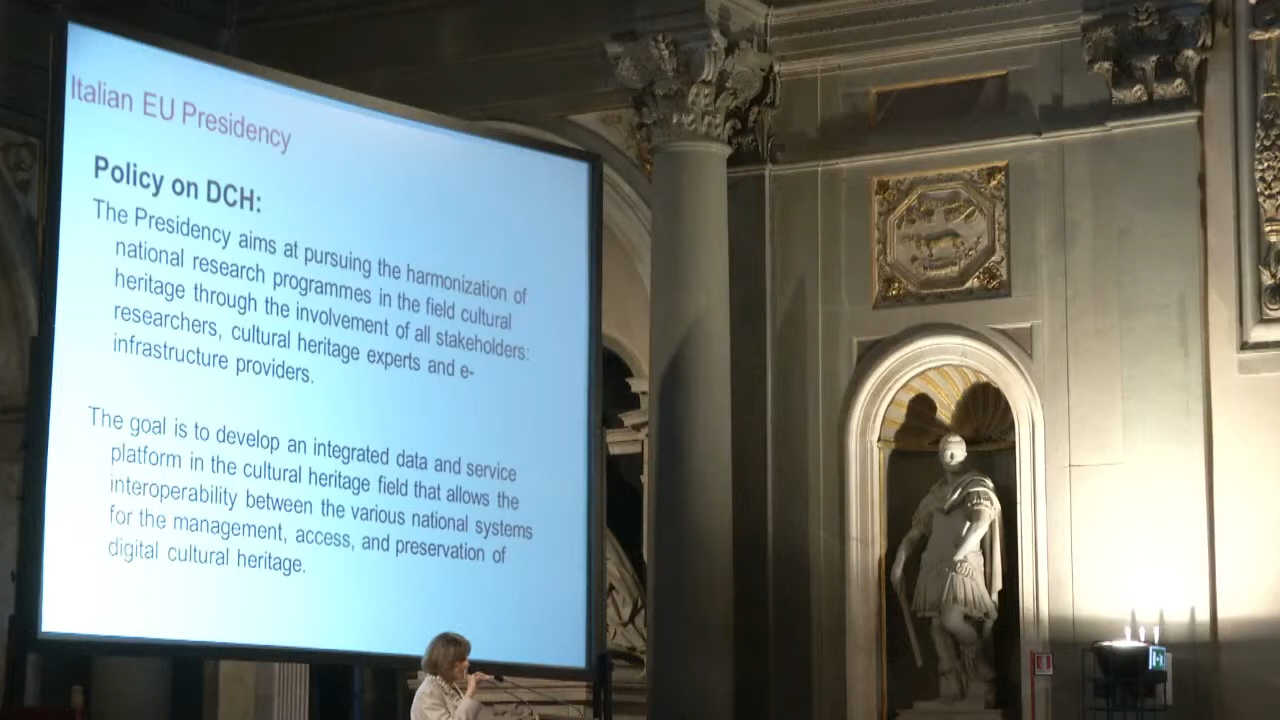 Italian EU Presidency
Policy on DCH:
The Presidency aims at pursuing the harmonization of
national research programmes in the field cultural
heritage through the involvement of all stakeholders:
researchers, cultural heritage experts and e-
infrastructure providers.
The goal is to develop an integrated data and service
platform in the cultural heritage field that allows the
interoperability between the various national systems
for the management, access, and preservation of
digital cultural heritage.